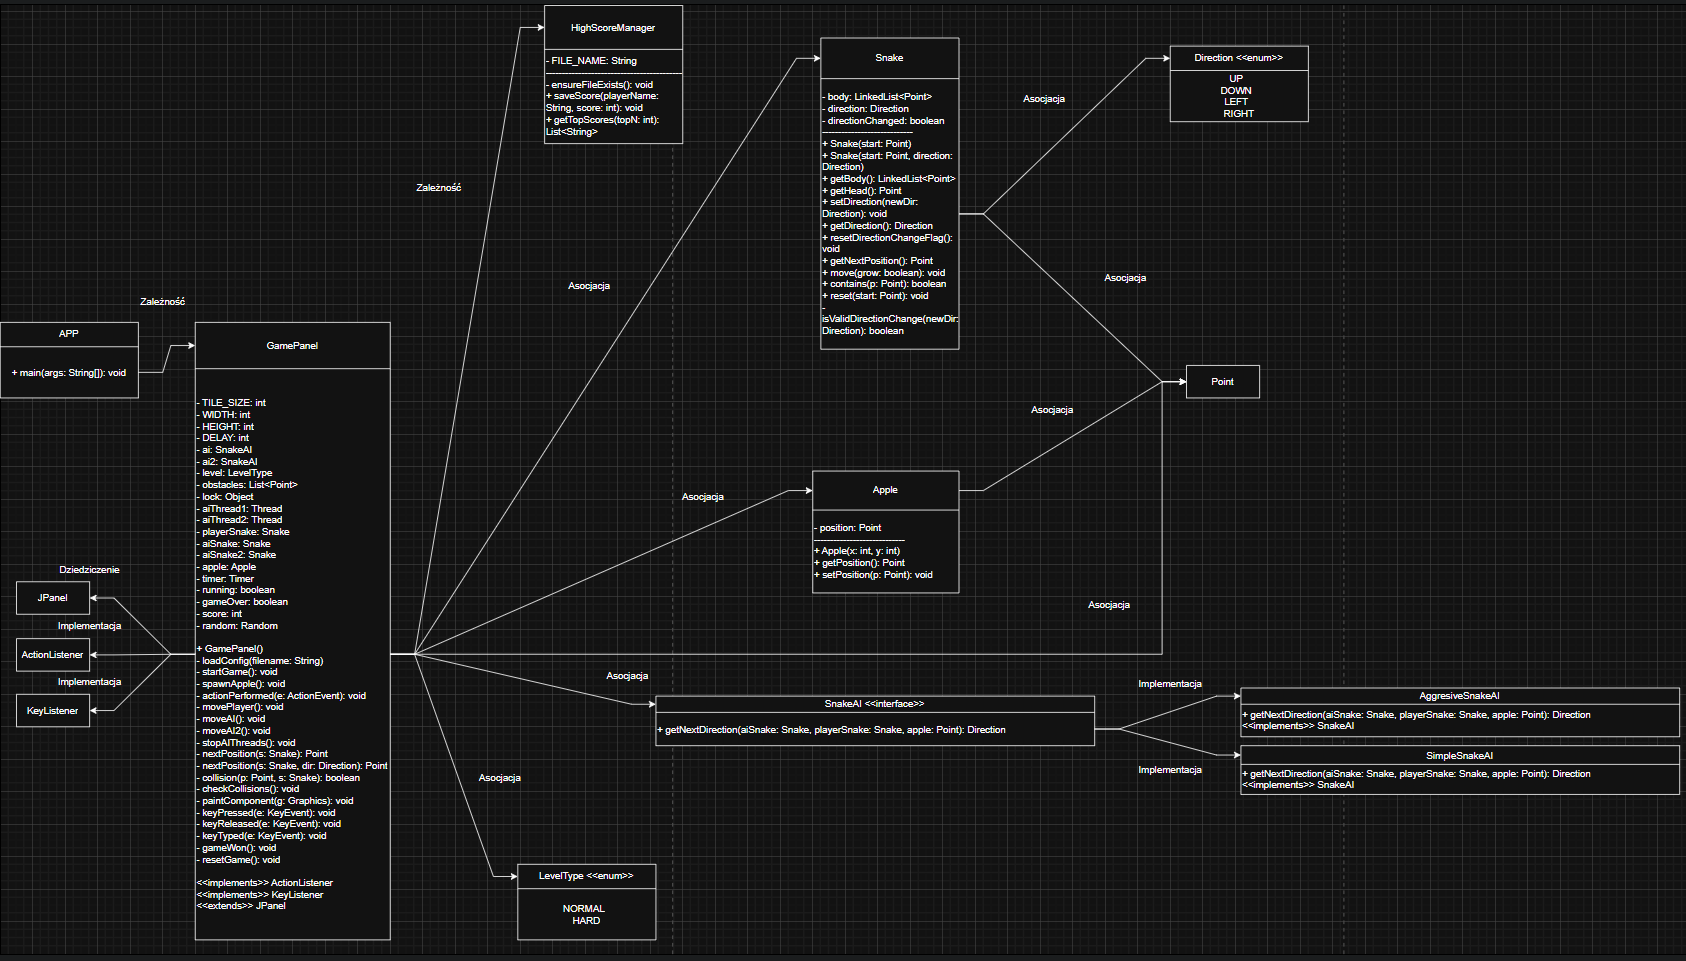 HighScoreManager
- FILE_NAME: String
- ensureFileExists(): void
+ saveScore(playerName:
String, score: int): void
+ getTopScores(topN: int):
List<String>
Snake
- body: LinkedList<Point>
- direction: Direction
- directionChanged: boolean
+ Snake(start: Point)
+ Snake(start: Point, direction:
Direction)
+ getBody(): LinkedList<Point>
+ getHead(): Point
+ setDirection(newDir:
Direction): void
+ getDirection(): Direction
+ resetDirectionChangeFlag():
void
+ getNextPosition(): Point
+ move(grow: boolean): void
+ contains(p: Point): boolean
+ reset(start: Point): void
-
isValidDirectionChange(newDir:
Direction): boolean
Direction <<enum>>
UP
DOWN
LEFT
RIGHT
Asocjacja
Zależność
Asocjacja
Asocjacja
Zależność
APP
+ main(args: String[]): void
GamePanel
- TILE_SIZE: int
- WIDTH: int
- HEIGHT: int
- DELAY: int
- ai: SnakeAI
- ai2: SnakeAI
- level: LevelType
- obstacles: List<Point>
- lock: Object
- aiThread1: Thread
- aiThread2: Thread
- playerSnake: Snake
- aiSnake: Snake
- aiSnake2: Snake
- apple: Apple
- timer: Timer
- running: boolean
- gameOver: boolean
- score: int
- random: Random
+ GamePanel()
- loadConfig(filename: String)
- startGame(): void
- spawnApple(): void
- actionPerformed(e: ActionEvent): void
- movePlayer(): void
- moveAI(): void
- moveAI2(): void
- stopAIThreads(): void
- nextPosition(s: Snake): Point
- nextPosition(s: Snake, dir: Direction): Point
- collision(p: Point, s: Snake): boolean
- checkCollisions(): void
- paintComponent(g: Graphics): void
- keyPressed(e: KeyEvent): void
- keyReleased(e: KeyEvent): void
- keyTyped(e: KeyEvent): void
- gameWon(): void
- resetGame(): void
<<implements>> ActionListener
<<implements>> KeyListener
<<extends>> JPanel
Point
Asocjacja
Asocjacja
Apple
- position: Point
+ Apple(x: int, y: int)
+ getPosition(): Point
+ setPosition(p: Point): void
Dziedziczenie
JPanel
Implementacja
ActionListener
Implementacja
KeyListener
Asocjacja
Asocjacja
SnakeAI <<interface>>
+ getNextDirection(aiSnake: Snake, playerSnake: Snake, apple: Point): Direction
Implementacja
AggresiveSnakeAI
+ getNextDirection(aiSnake: Snake, playerSnake: Snake, apple: Point): Direction
<<implements>> SnakeAI
Implementacja
SimpleSnakeAI
+ getNextDirection(aiSnake: Snake, playerSnake: Snake, apple: Point): Direction
<<implements>> SnakeAI
Asocjacja
LevelType <<enum>>
NORMAL
HARD